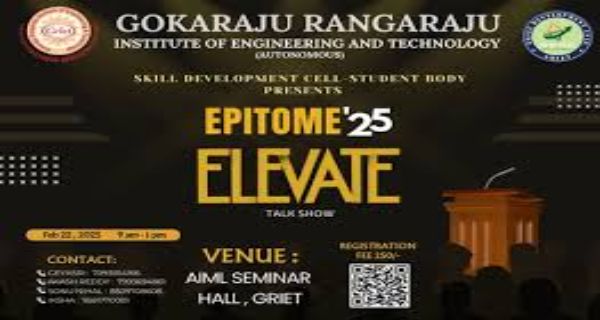 GOKARAJU RANGARAJU
INSTITUTE OF ENGINEERING AND TECHNOLOGY
(AUTONOMOUS)
SKILL DEVELOPMENT CELL-STUDENT BODY
PRESENTS
EPITOME'25
ELEVATE
TALK SHOW
Feb 22, 2025 9 am-1 pm
CONTACT:
VENUE:
AIML SEMINAR
HALL, GRIET
REGISTRATION
FEE 250/-